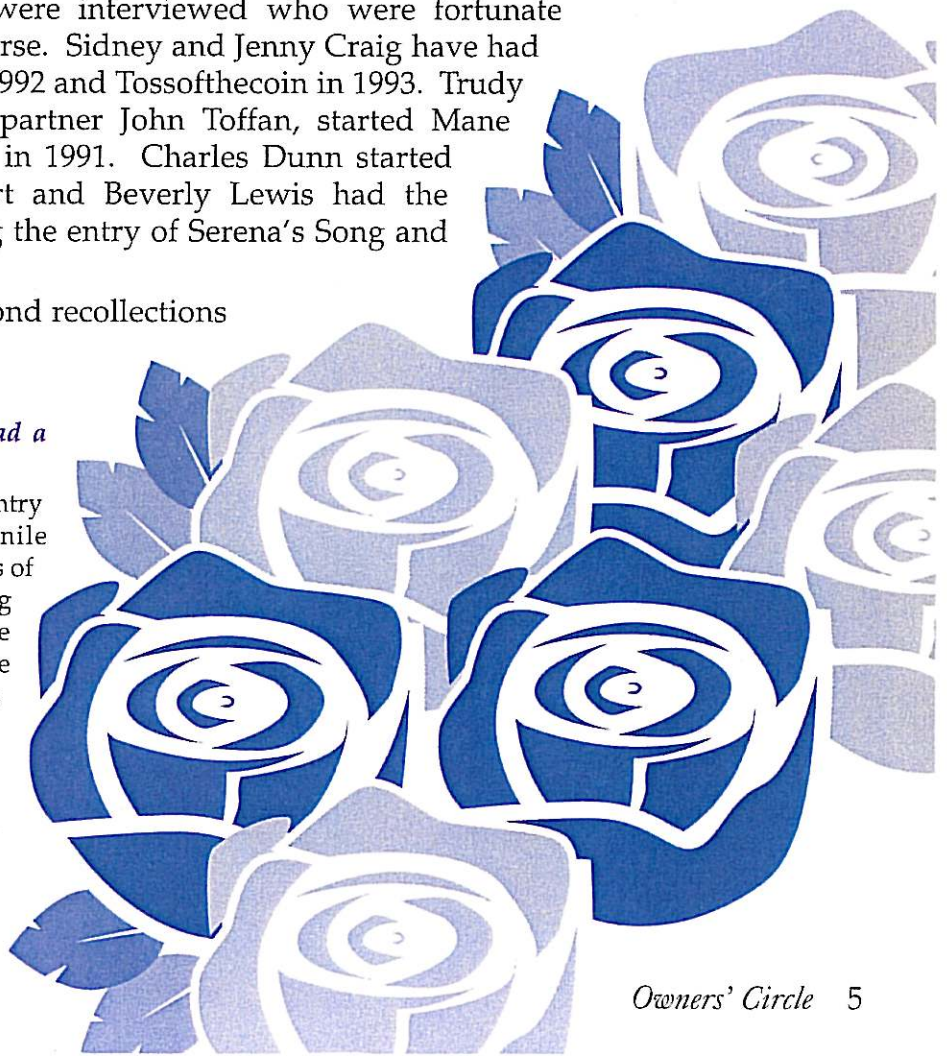 were interviewed who were fortunate
rse. Sidney and Jenny Craig have had
992 and Tossofthecoin in 1993. Trudy
partner John Toffan, started Mane
in 1991. Charles Dunn started
rt and Beverly Lewis had the
the entry of Serena's Song and
ond recollections
ad a
ntry
nile
s of
g
e
e
Owners' Circle 5